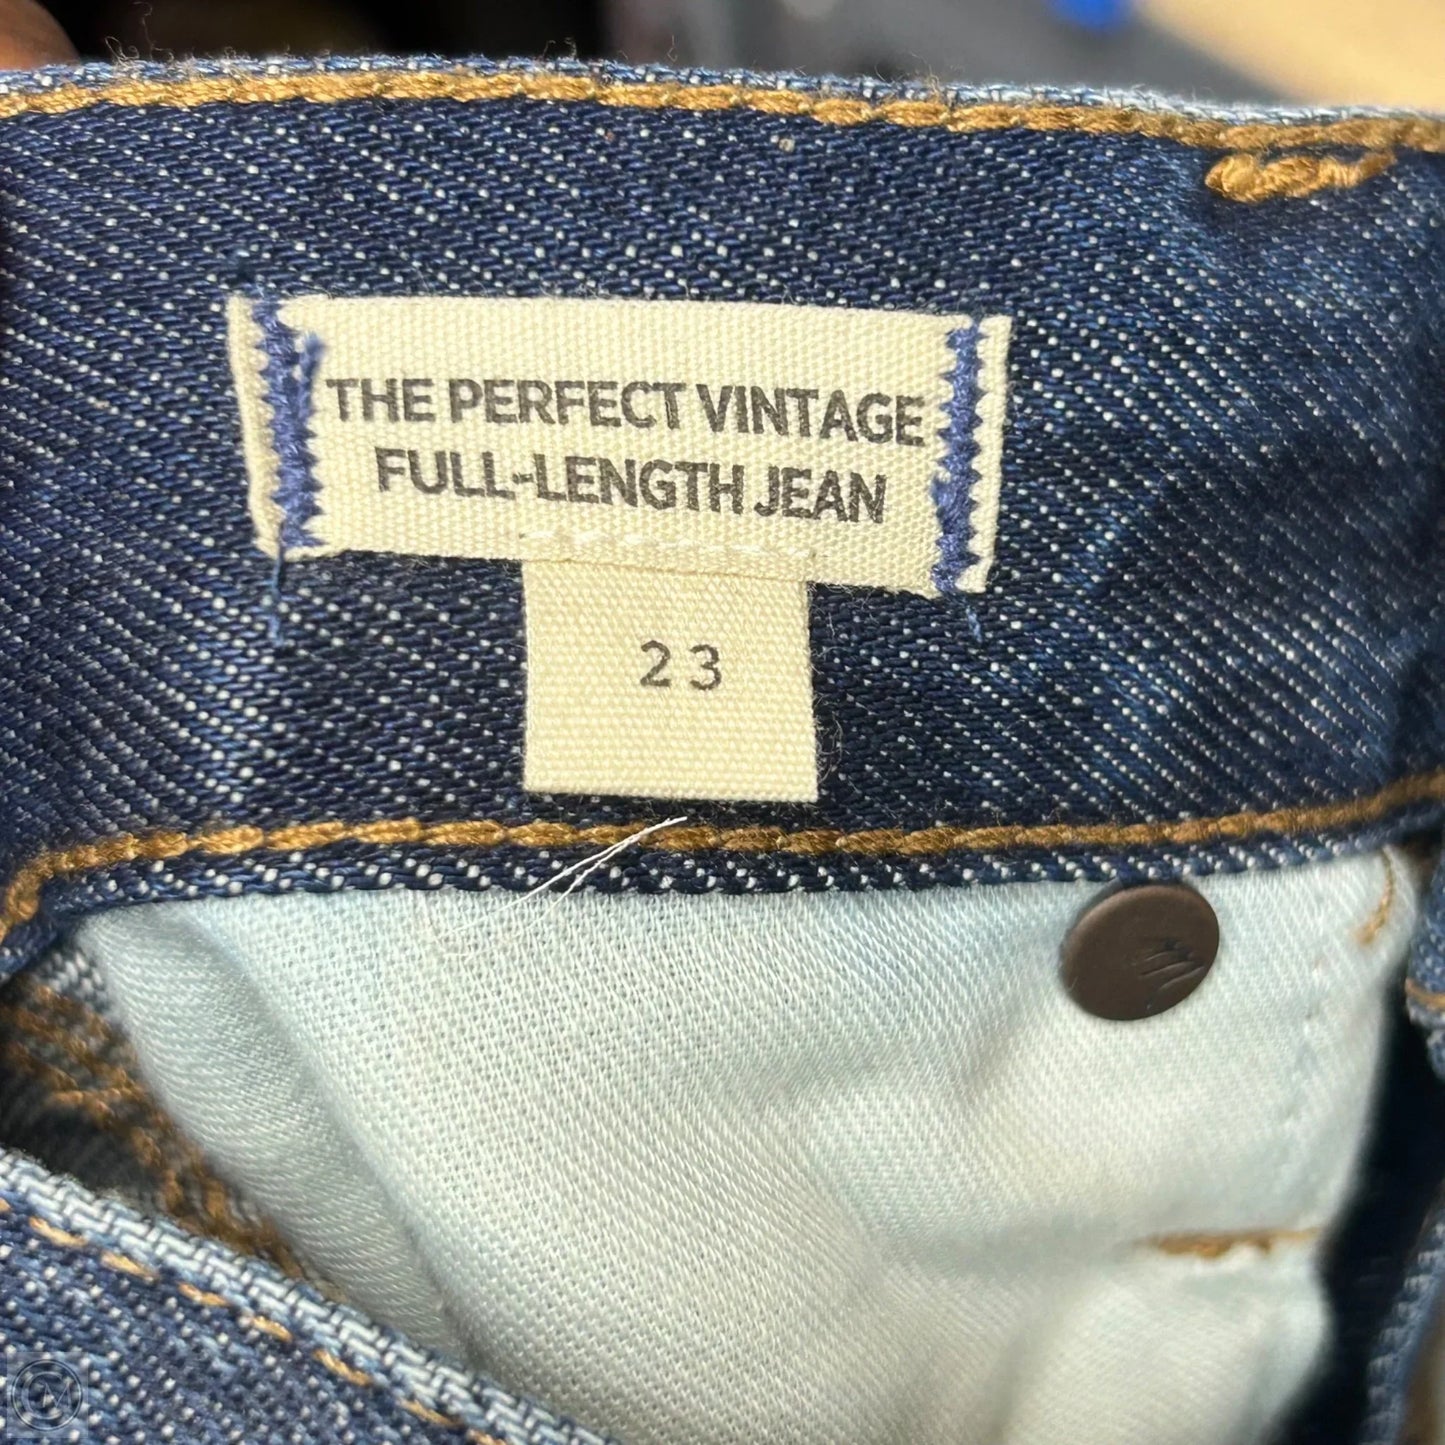 THE PERFECT VINTAGE
FULL-LENGTH JEAN
23